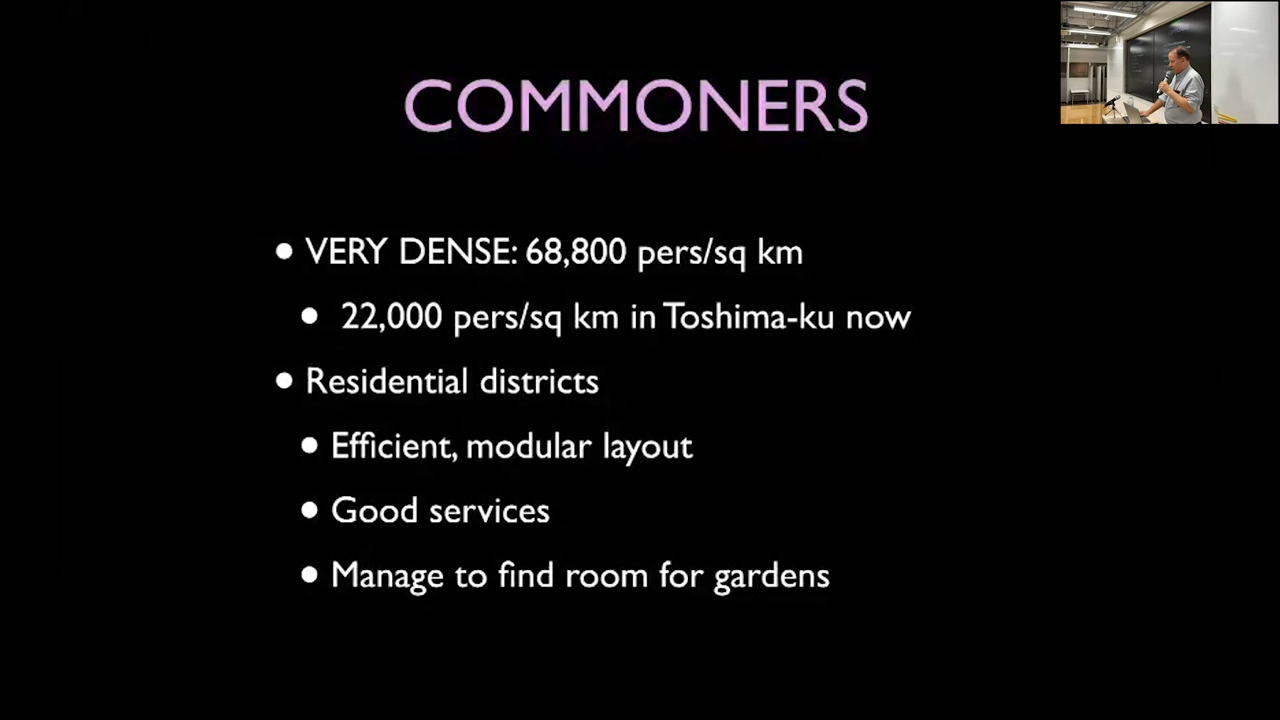 COMMONERS
• VERY DENSE: 68,800 pers/sq km
• 22,000 pers/sq km in Toshima-ku now
• Residential districts
• Efficient, modular layout
• Good services
• Manage to find room for gardens